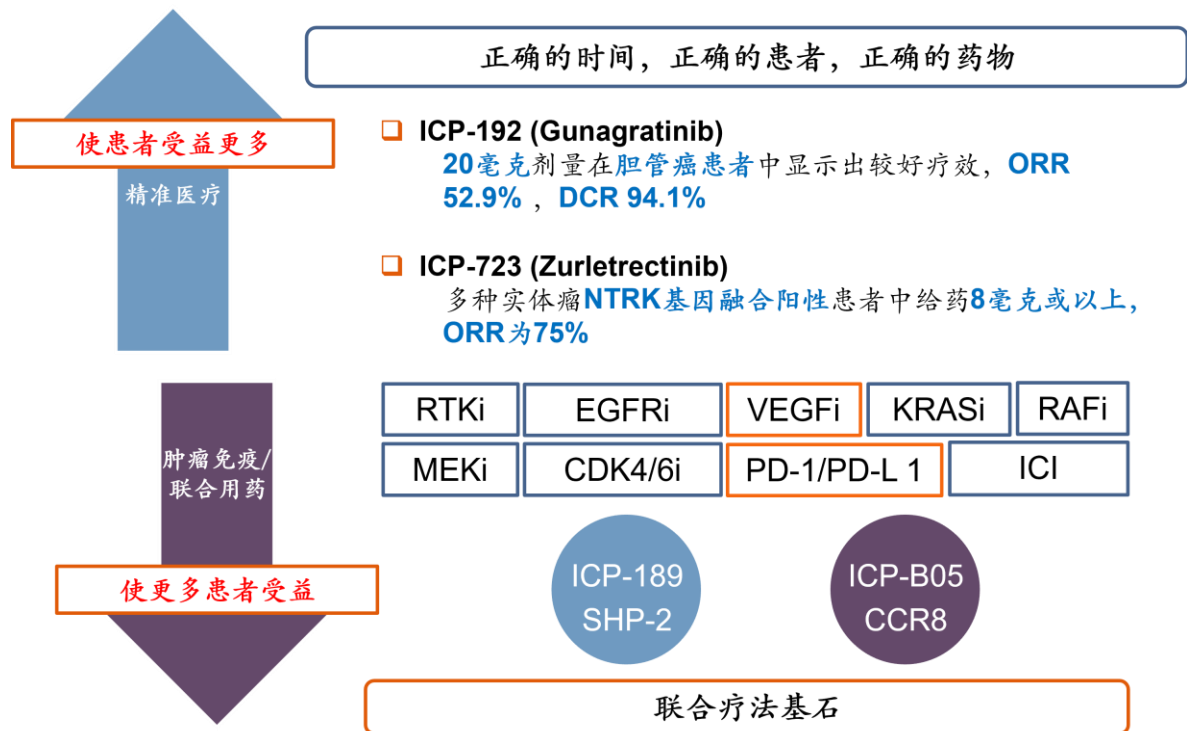 正确的时间，正确的患者，正确的药物
使患者受益更多
精准医疗
❑ ICP-192 (Gunagratinib)
20毫克剂量在胆管癌患者中显示出较好疗效，ORR
52.9% ，DCR 94.1%
❑ ICP-723 (Zurletrectinib)
多种实体瘤NTRK基因融合阳性患者中给药8毫克或以上，
ORR为75%
肿瘤免疫/
联合用药
使更多患者受益
RTKi EGFRi VEGFi KRASi RAFi
MEKi CDK4/6i PD-1/PD-L 1 ICI
ICP-189
SHP-2
ICP-B05
CCR8
联合疗法基石